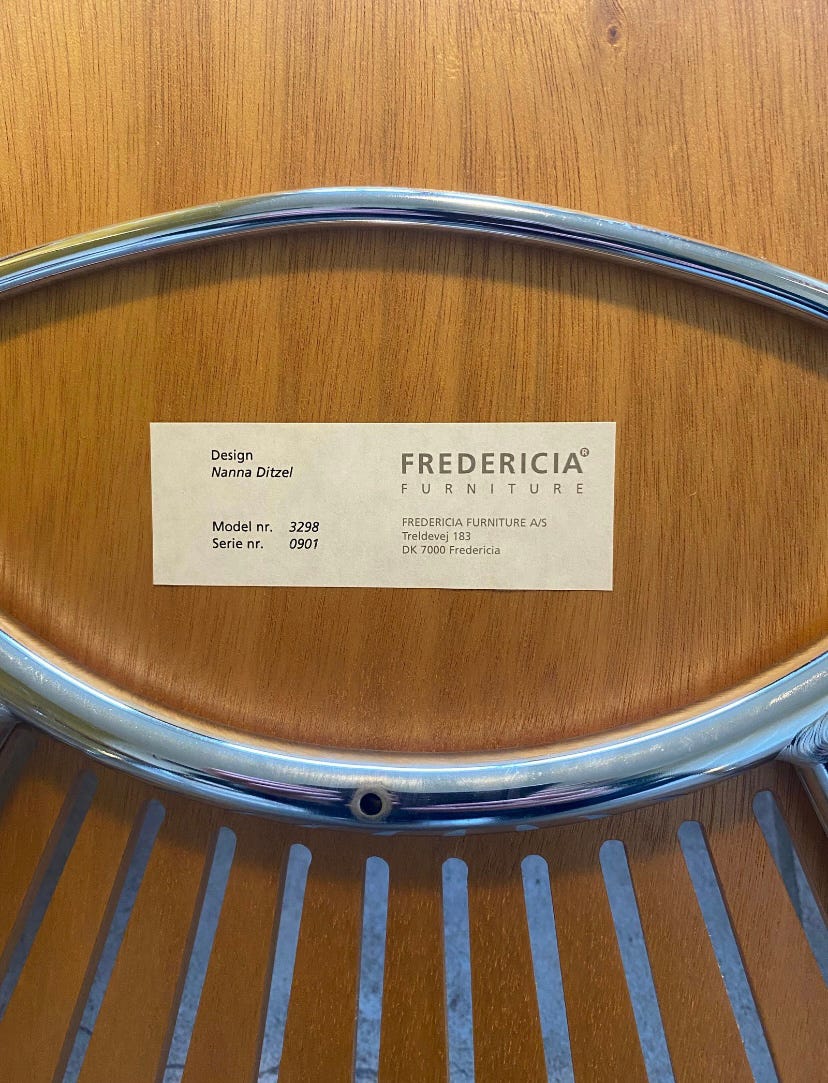 Design
Nanna Ditzel
Model nr. 3298
Serie nr. 0901
FREDERICIA®
FURNITURE
FREDERICIA FURNITURE A/S
Treldevej 183
DK 7000 Fredericia